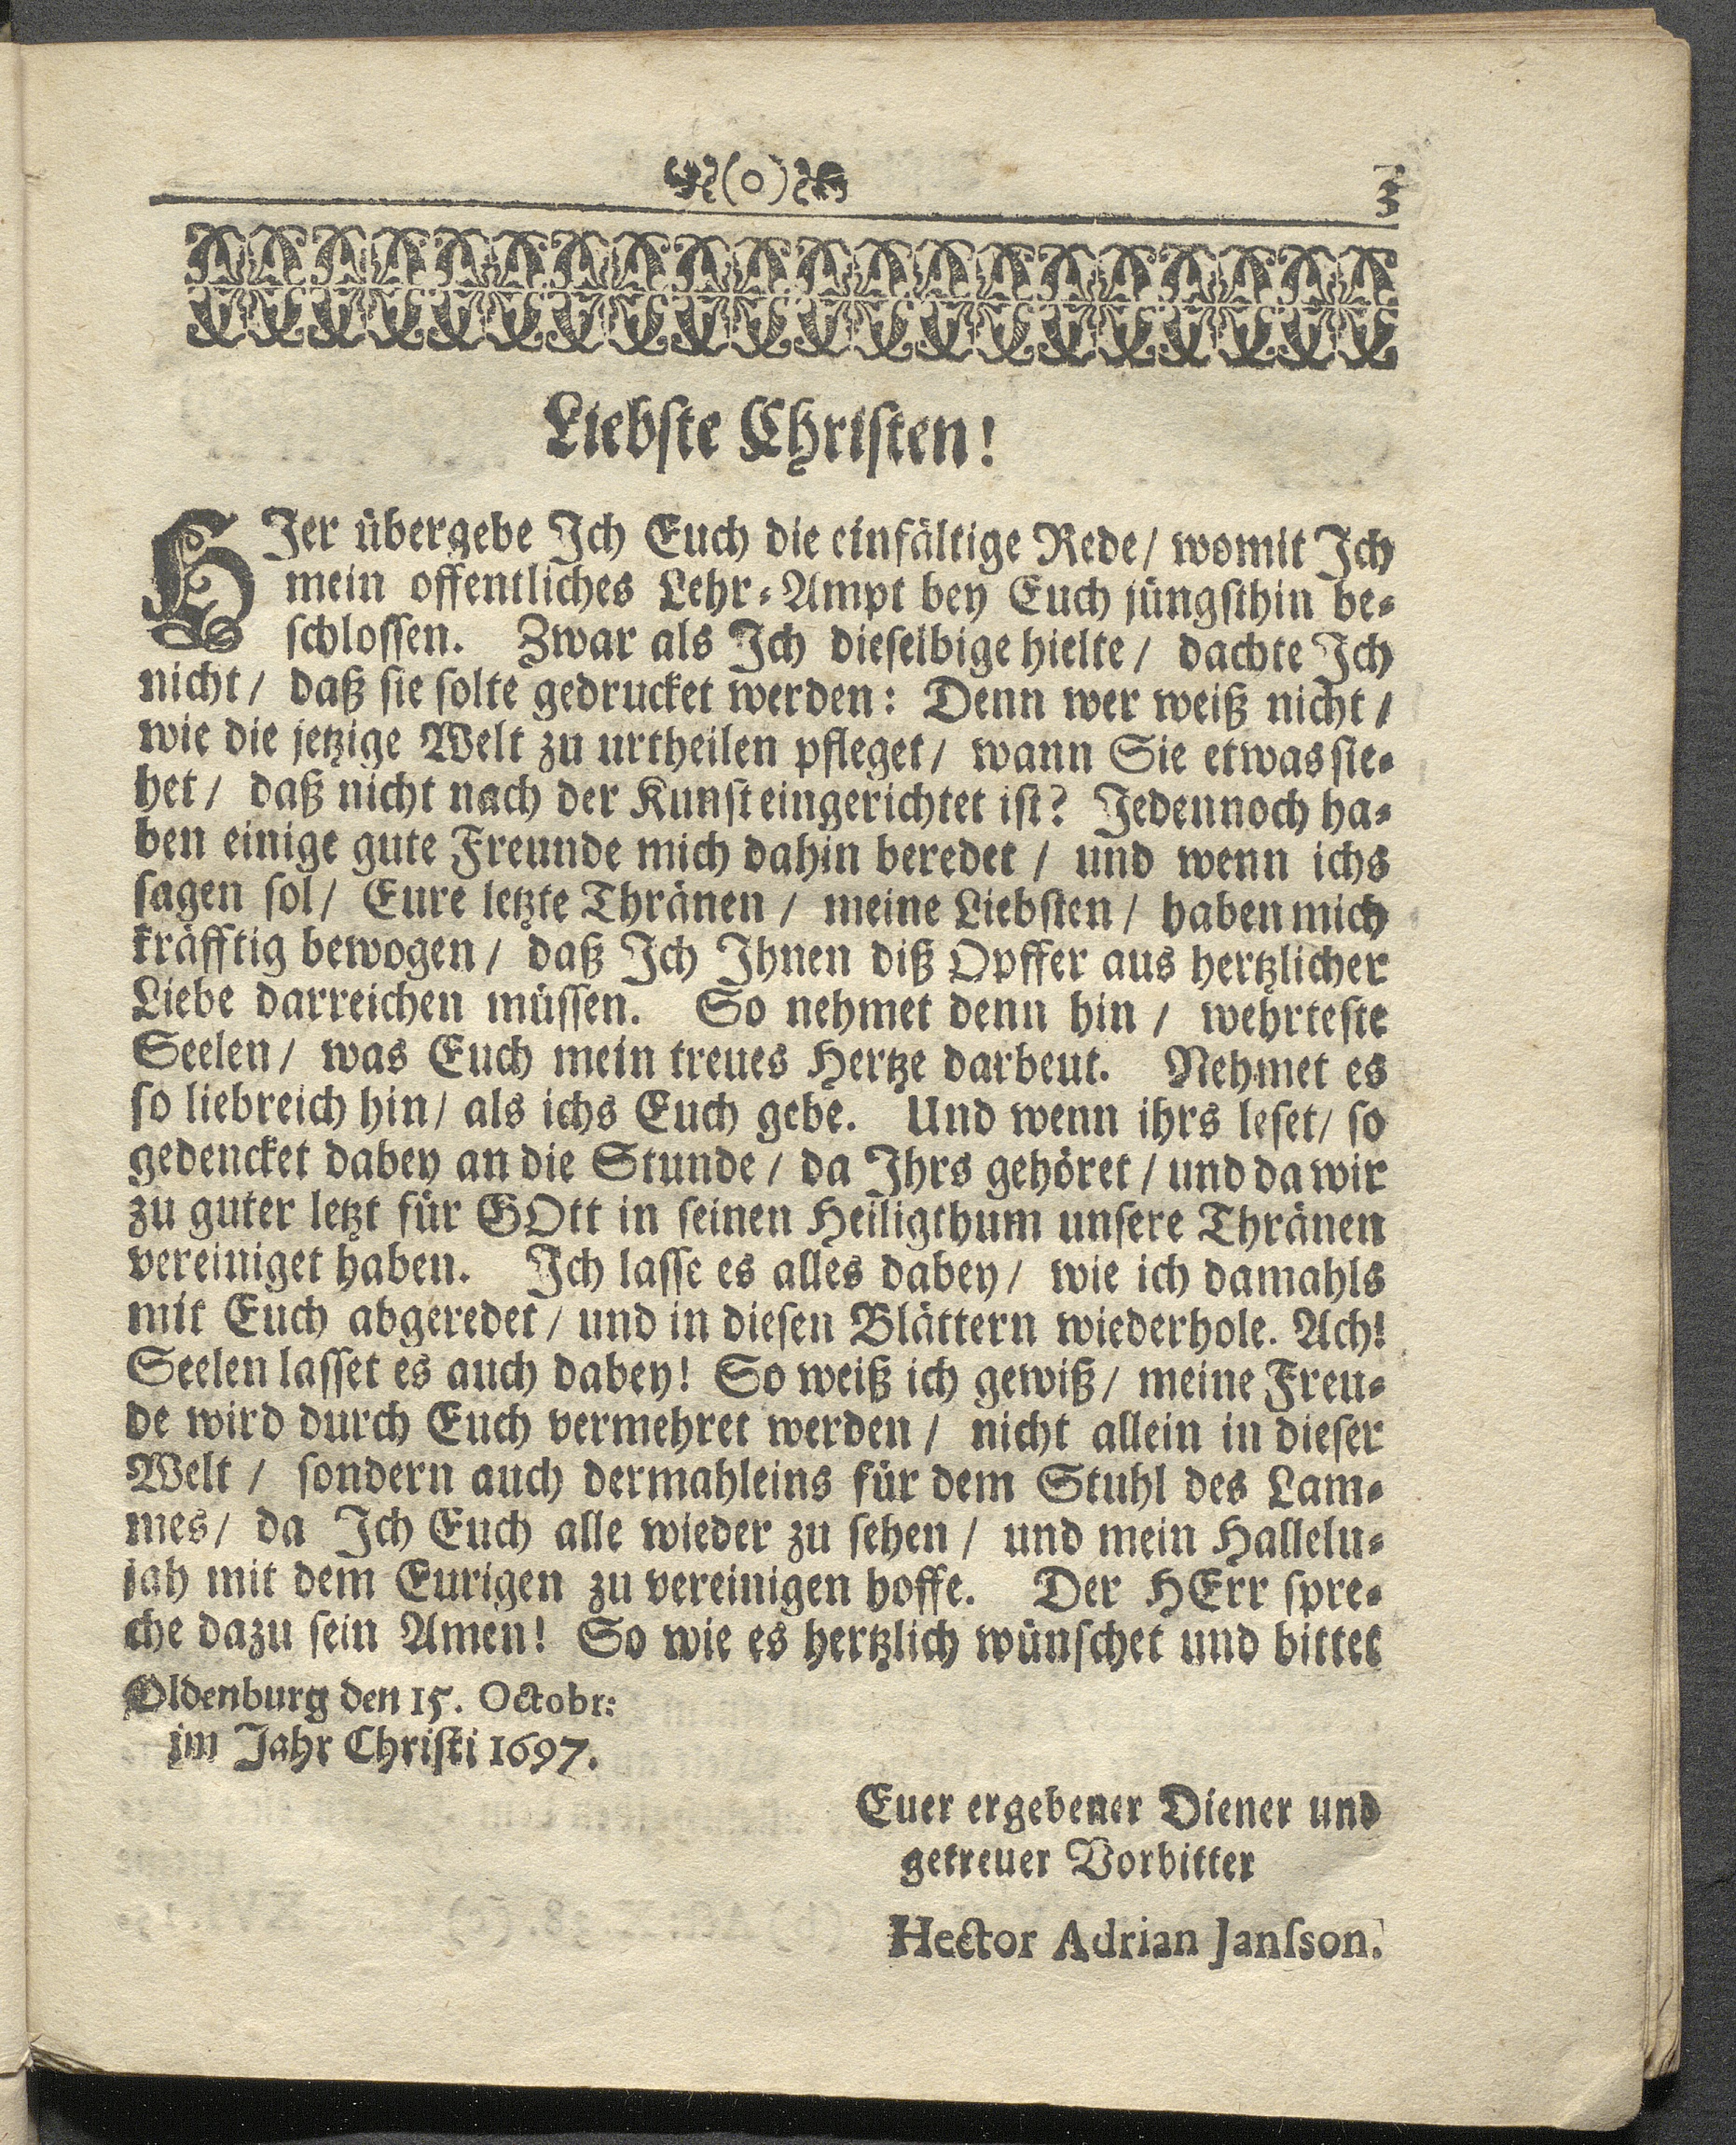 (o) 3
Liebste Christen!
HJer übergebe Jch Euch die einfältige Rede/ womit Jch
mein offentliches Lehr-Ampt bey Euch jüngsthin be-
schlossen. Zwar als Jch dieselbige hielte/ dachte Jch
nicht/ daß sie solte gedrucket werden: Denn wer weiß nicht/
wie die jetzige Welt zu urtheilen pfleget/ wann Sie etwas sie-
het/ daß nicht nach der Kunst eingerichtet ist? Jedennoch ha-
ben einige gute Freunde mich dahin beredet/ und wenn ichs
sagen sol/ Eure letzte Thränen/ meine Liebsten/ haben mich
kräfftig bewogen/ daß Jch Jhnen diß Opffer aus hertzlicher
Liebe darreichen müssen. So nehmet denn hin/ wehrteste
Seelen/ was Euch mein treues Hertze darbeut. Nehmet es
so liebreich hin/ als ichs Euch gebe. Und wenn ihrs leset/ so
gedencket dabey an die Stunde/ da Jhrs gehöret/ und da wir
zu guter letzt für GOtt in seinen Heiligthum unsere Thränen
vereiniget haben. Jch lasse es alles dabey/ wie ich damahls
mit Euch abgeredet/ und in diesen Blättern wiederhole. Ach!
Seelen lasset es auch dabey! So weiß ich gewiß/ meine Freu-
de wird durch Euch vermehret werden/ nicht allein in dieser
Welt/ sondern auch dermahleins für dem Stuhl des Lam-
mes/ da Jch Euch alle wieder zu sehen/ und mein Hallelu-
jah mit dem Eurigen zu vereinigen hoffe. Der HErr spre-
che dazu sein Amen! So wie es hertzlich wünschet und bittet
Oldenburg den 15. Octobr:
im Jahr Christi 1697.
Euer ergebener Diener und
getreuer Vorbitter
Hector Adrian Janſson.